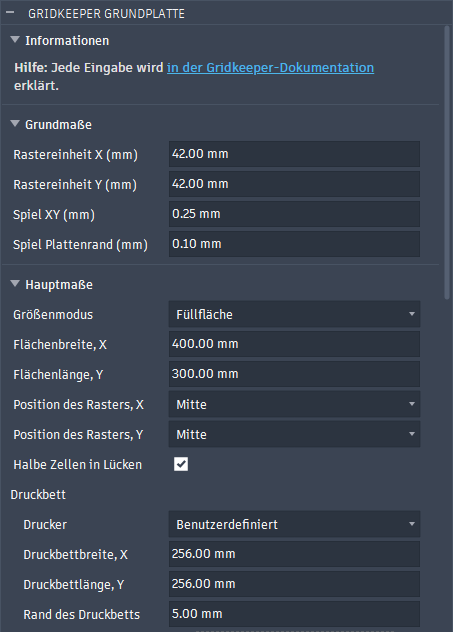 GRIDKEEPER GRUNDPLATTE
Informationen
Hilfe: Jede Eingabe wird in der Gridkeeper-Dokumentation
erklärt.
Grundmaße
Rastereinheit X (mm) 42.00 mm
Rastereinheit Y (mm) 42.00 mm
Spiel XY (mm) 0.25 mm
Spiel Plattenrand (mm) 0.10 mm
Hauptmaße
Größenmodus Füllfläche
Flächenbreite, X 400.00 mm
Flächenlänge, Y 300.00 mm
Position des Rasters, X Mitte
Position des Rasters, Y Mitte
Halbe Zellen in Lücken
Druckbett
Drucker Benutzerdefiniert
Druckbettbreite, X 256.00 mm
Druckbettlänge, Y 256.00 mm
Rand des Druckbetts 5.00 mm